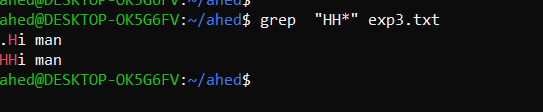 ahed@DESKTOP-OK5G6FV:~/ahed$ grep  "HH*" exp3.txt
.Hi man
HHi man
ahed@DESKTOP-OK5G6FV:~/ahed$